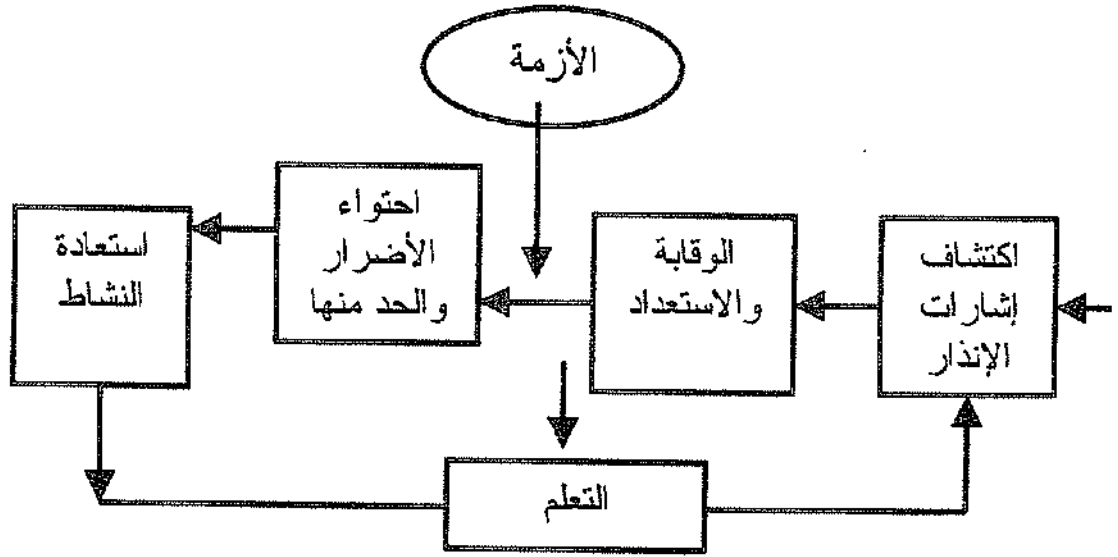 الأزمة
اكتشاف
إشارات
الإنذار
الوقاية
والاستعداد
احتواء
الأضرار
والحد منها
استعادة
النشاط
التعلم